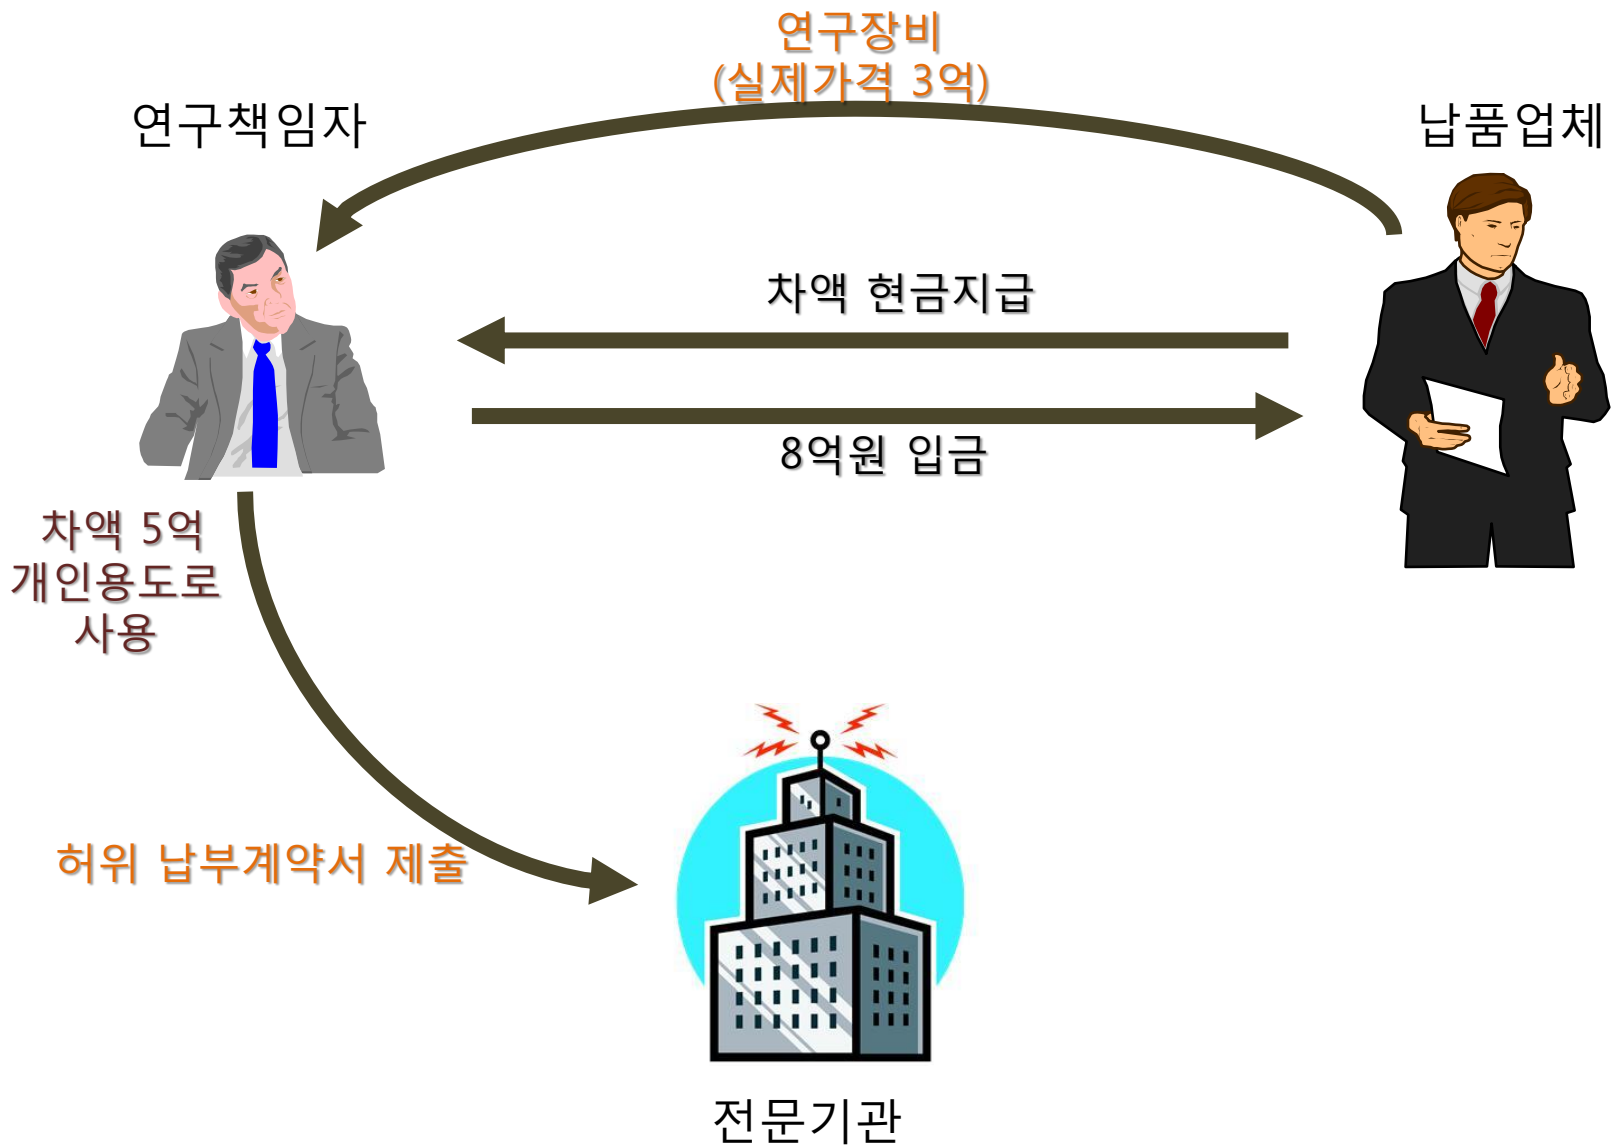 연구장비
(실제가격 3억)
연구책임자
납품업체
차액 현금지급
8억원 입금
차액 5억
개인용도로
사용
허위 납부계약서 제출
전문기관